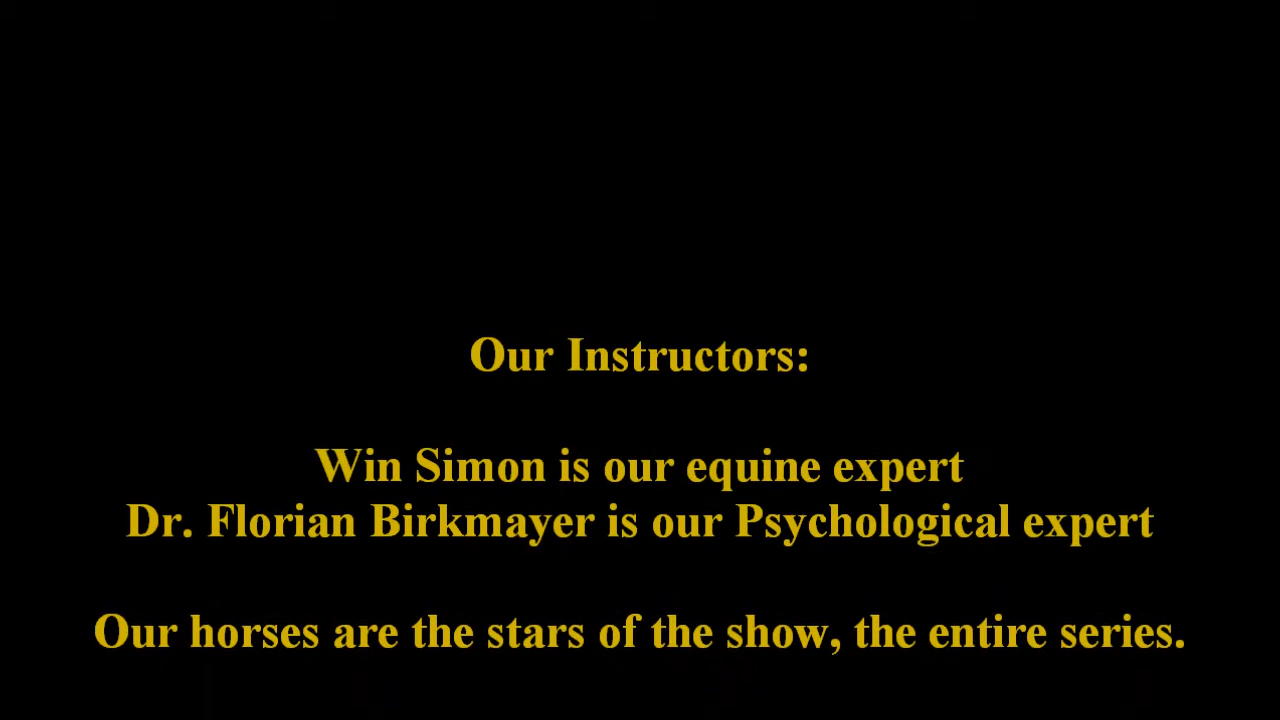 Our Instructors:
Win Simon is our equine expert
Dr. Florian Birkmayer is our Psychological expert
Our horses are the stars of the show, the entire series.